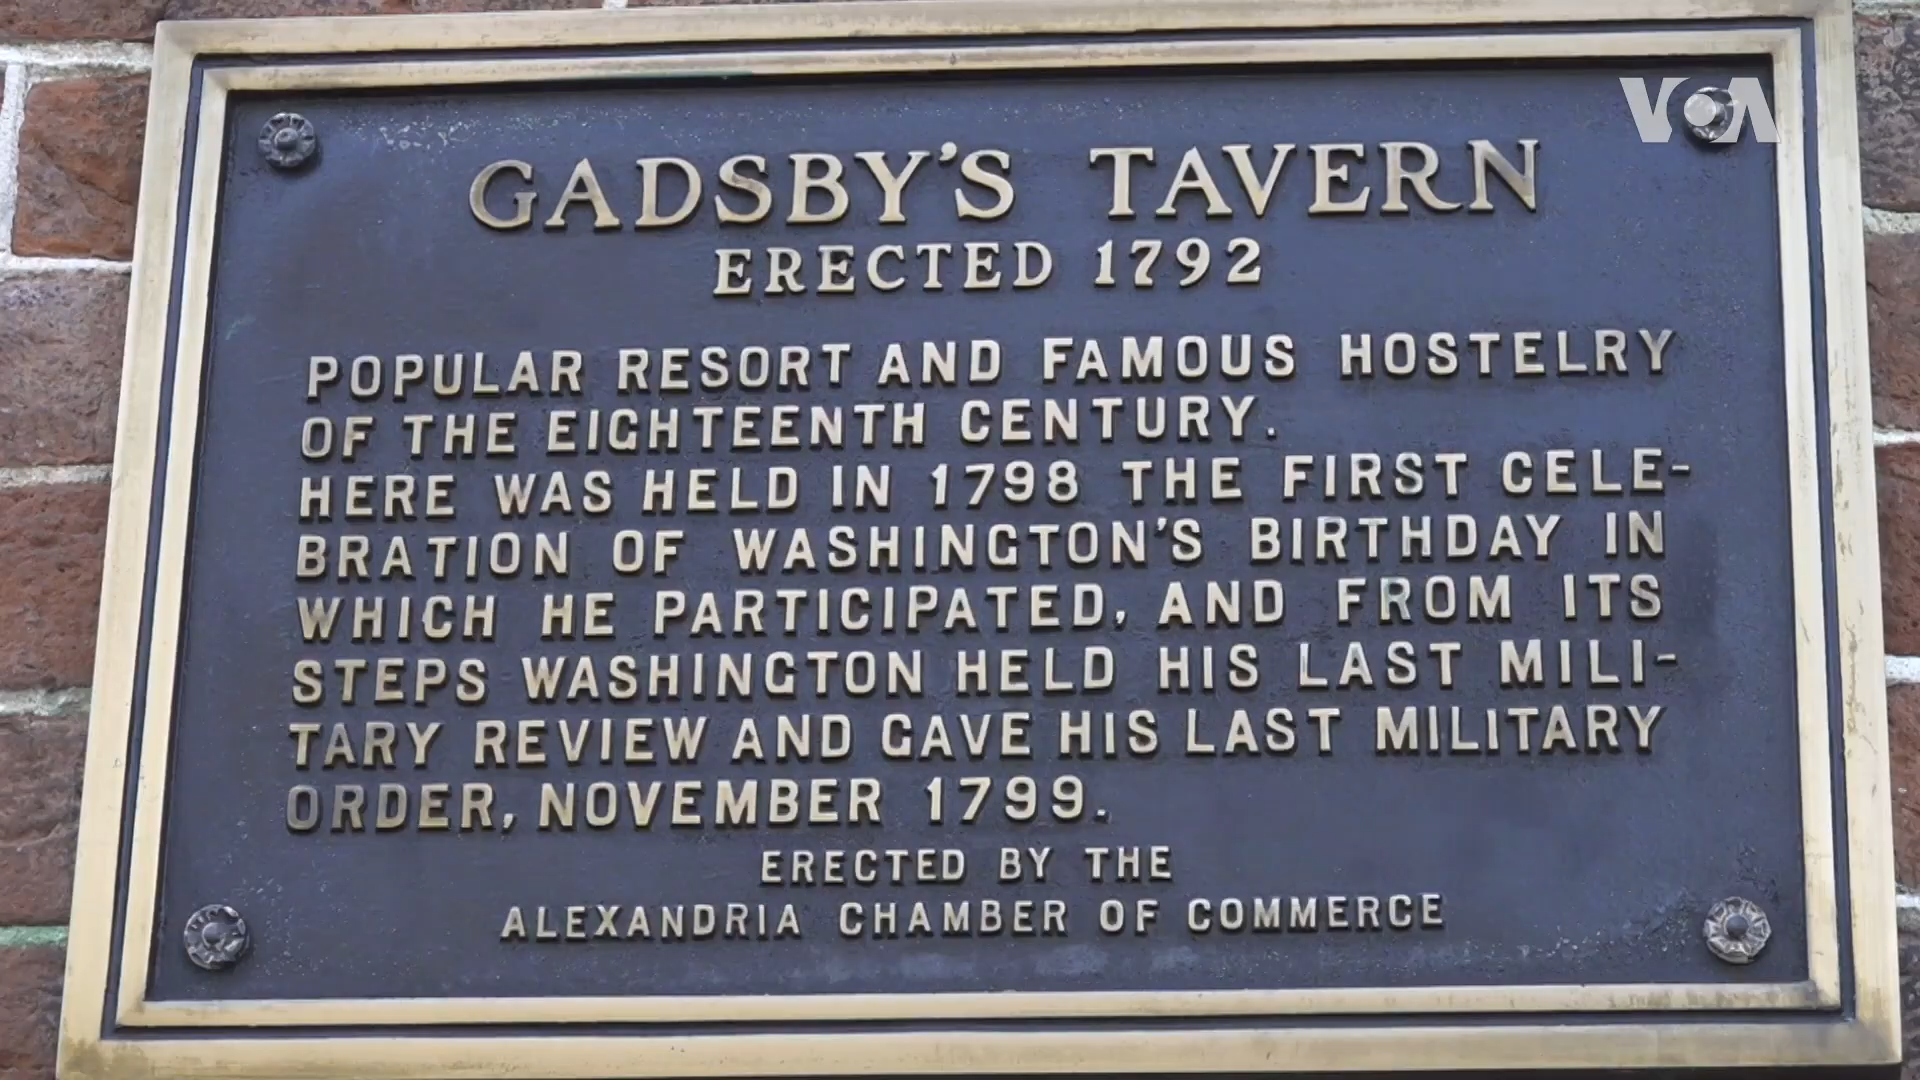 VOA
GADSBY'S TAVERN
ERECTED 1792
POPULAR RESORT AND FAMOUS HOSTELRY
OF THE EIGHTEENTH CENTURY.
HERE WAS HELD IN 1798 THE FIRST CELE-
BRATION OF WASHINGTON'S BIRTHDAY IN
WHICH HE PARTICIPATED, AND FROM ITS
STEPS WASHINGTON HELD HIS LAST MILI-
TARY REVIEW AND GAVE HIS LAST MILITARY
ORDER, NOVEMBER 1799.
ERECTED BY THE
ALEXANDRIA CHAMBER OF COMMERCE